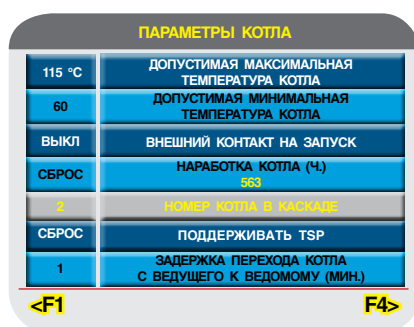 ПАРАМЕТРЫ КОТЛА
115 °C ДОПУСТИМАЯ МАКСИМАЛЬНАЯ
ТЕМПЕРАТУРА КОТЛА
60 ДОПУСТИМАЯ МИНИМАЛЬНАЯ
ТЕМПЕРАТУРА КОТЛА
ВЫКЛ ВНЕШНИЙ КОНТАКТ НА ЗАПУСК
СБРОС НАРАБОТКА КОТЛА (Ч.)
563
2 НОМЕР КОТЛА В КАСКАДЕ
СБРОС ПОДДЕРЖИВАТЬ TSP
1 ЗАДЕРЖКА ПЕРЕХОДА КОТЛА
С ВЕДУЩЕГО К ВЕДОМОМУ (МИН.)
<F1 F4>